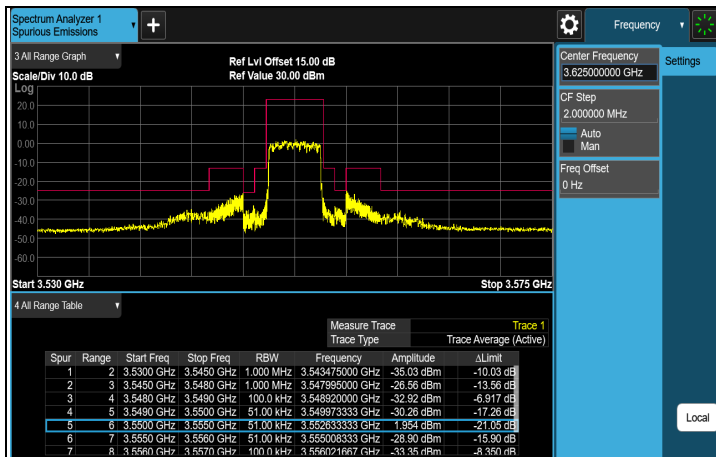 Spectrum Analyzer 1
Spurious Emissions
Frequency
3 All Range Graph
Ref Lvl Offset 15.00 dB
Scale/Div 10.0 dB
Ref Value 30.00 dBm
Log
20.0
10.0
0.00
-10.0
-20.0
-30.0
-40.0
-50.0
-60.0
Start 3.530 GHz
Stop 3.575 GHz
Center Frequency
3.625000000 GHz
Settings
CF Step
2.000000 MHz
Auto
Man
Freq Offset
0 Hz
Local
4 All Range Table
Measure Trace Trace 1
Trace Type Trace Average (Active)
Spur Range Start Freq Stop Freq RBW Frequency Amplitude ΔLimit
1 2 3.5300 GHz 3.5450 GHz 1.000 MHz 3.543475000 GHz -35.03 dBm -10.03 dB
2 3 3.5450 GHz 3.5480 GHz 1.000 MHz 3.547995000 GHz -26.56 dBm -13.56 dB
3 4 3.5480 GHz 3.5490 GHz 100.0 kHz 3.548920000 GHz -32.92 dBm -6.917 dB
4 5 3.5490 GHz 3.5500 GHz 51.00 kHz 3.549973333 GHz -30.26 dBm -17.26 dB
5 6 3.5500 GHz 3.5550 GHz 51.00 kHz 3.552633333 GHz 1.954 dBm -21.05 dB
6 7 3.5550 GHz 3.5560 GHz 51.00 kHz 3.555008333 GHz -28.90 dBm -15.90 dB
7 8 3.5560 GHz 3.5570 GHz 100.0 kHz 3.556021667 GHz -33.35 dBm -8.350 dB